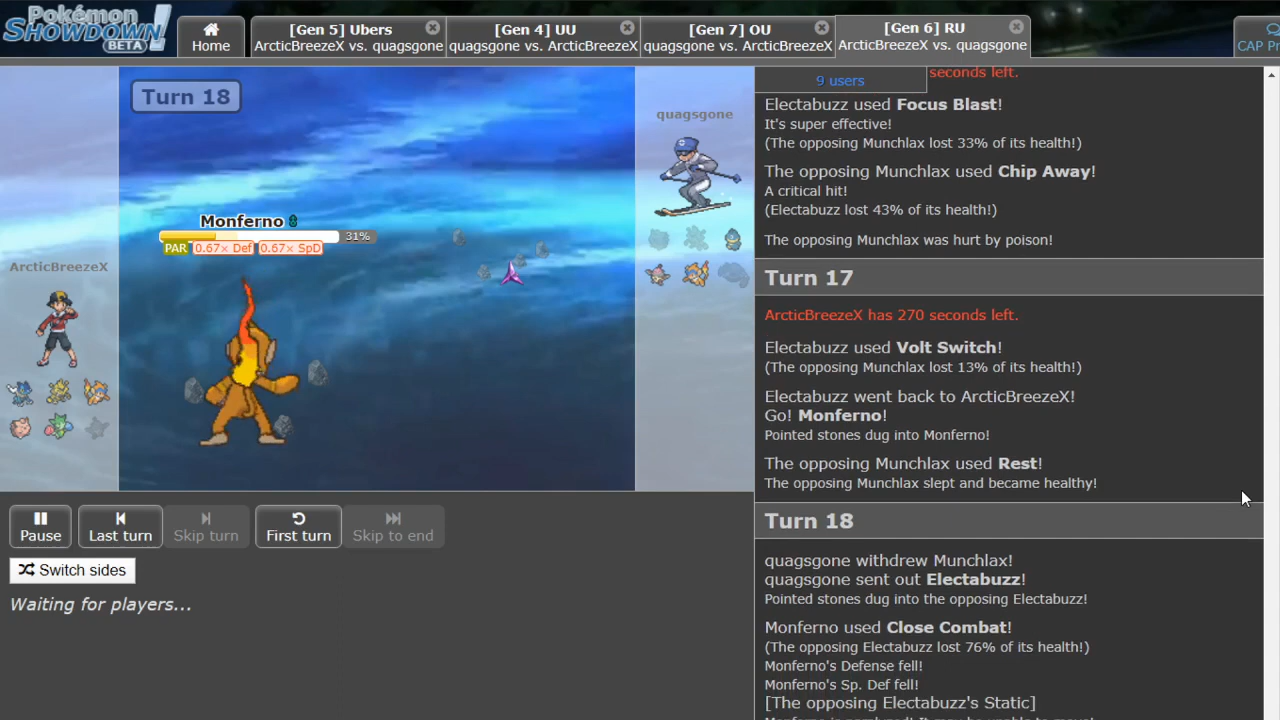 Pokémon
SHOWDOWN!
BETA
Home
[Gen 5] Ubers
ArcticBreezeX vs. quagsgone
[Gen 4] UU
quagsgone vs. ArcticBreezeX
[Gen 7] OU
quagsgone vs. ArcticBreezeX
[Gen 6] RU
ArcticBreezeX vs. quagsgone
CAP Pr
Turn 18
quagsgone
Monferno
31%
PAR 0.67× Def 0.67× SpD
ArcticBreezeX
Pause
Last turn
Skip turn
First turn
Skip to end
Switch sides
Waiting for players...
9 users
seconds left.
Electabuzz used Focus Blast!
It's super effective!
(The opposing Munchlax lost 33% of its health!)
The opposing Munchlax used Chip Away!
A critical hit!
(Electabuzz lost 43% of its health!)
The opposing Munchlax was hurt by poison!
Turn 17
ArcticBreezeX has 270 seconds left.
Electabuzz used Volt Switch!
(The opposing Munchlax lost 13% of its health!)
Electabuzz went back to ArcticBreezeX!
Go! Monferno!
Pointed stones dug into Monferno!
The opposing Munchlax used Rest!
The opposing Munchlax slept and became healthy!
Turn 18
quagsgone withdrew Munchlax!
quagsgone sent out Electabuzz!
Pointed stones dug into the opposing Electabuzz!
Monferno used Close Combat!
(The opposing Electabuzz lost 76% of its health!)
Monferno's Defense fell!
Monferno's Sp. Def fell!
[The opposing Electabuzz's Static]